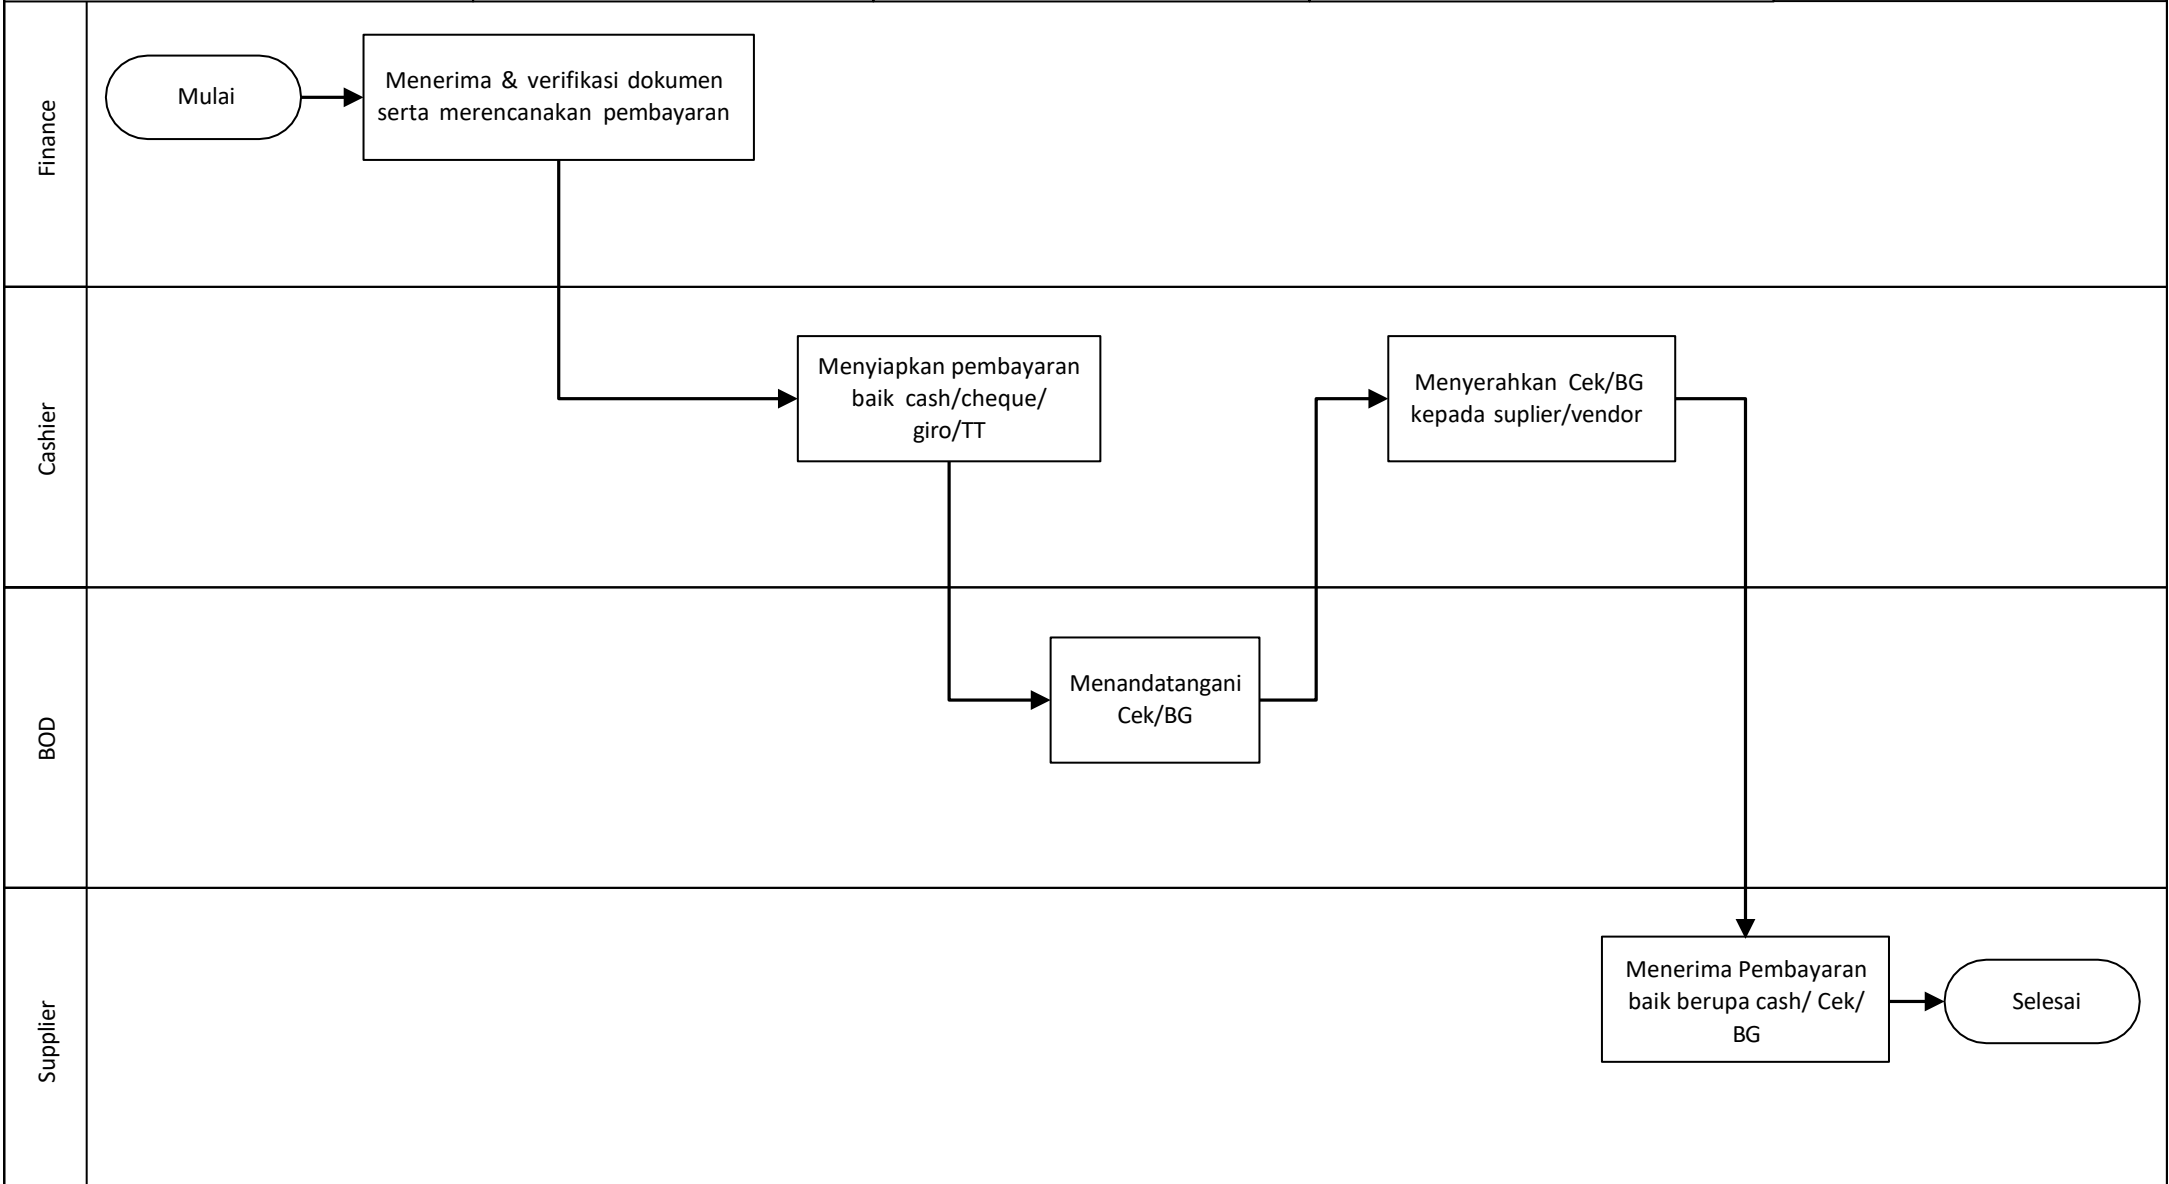 Finance
Mulai
Menerima & verifikasi dokumen
serta merencanakan pembayaran
Cashier
Menyiapkan pembayaran
baik cash/cheque/
giro/TT
Menyerahkan Cek/BG
kepada suplier/vendor
BOD
Menandatangani
Cek/BG
Supplier
Menerima Pembayaran
baik berupa cash/ Cek/
BG
Selesai